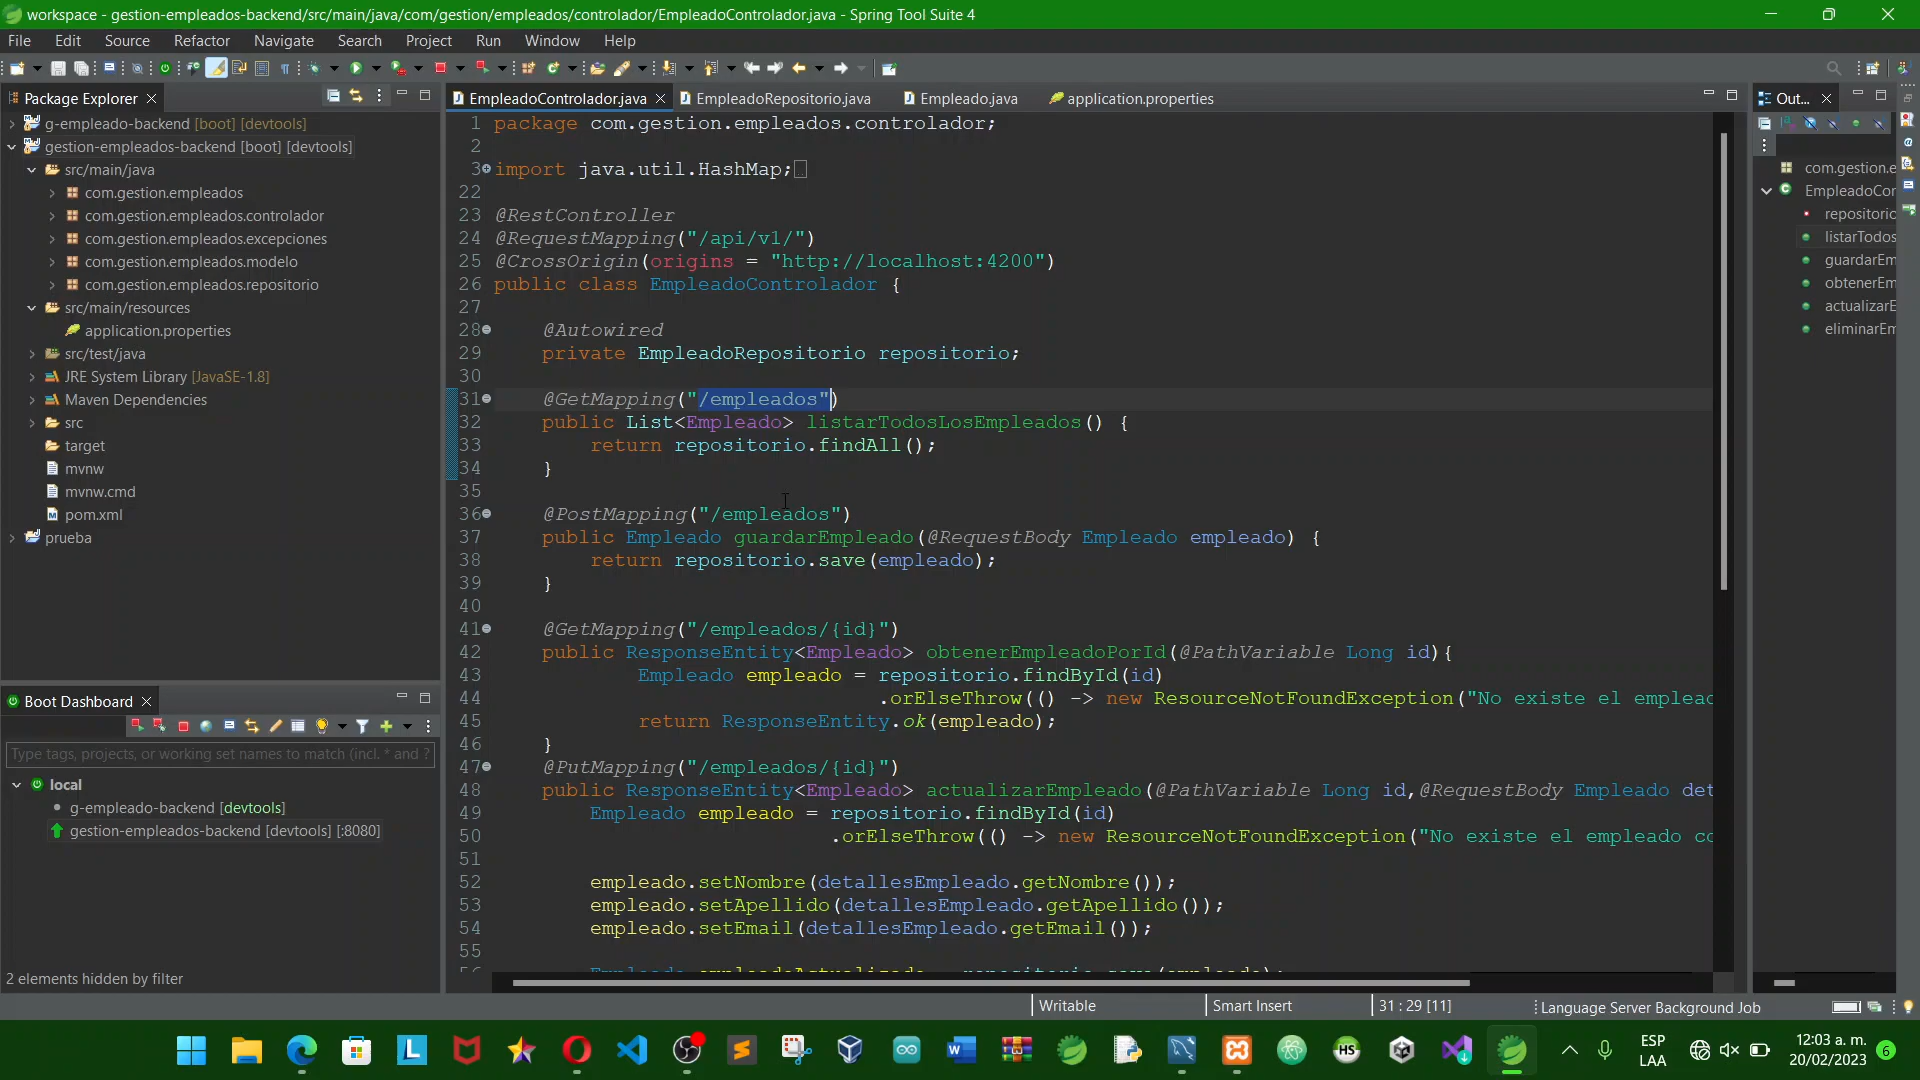 workspace - gestion-empleados-backend/src/main/java/com/gestion/empleados/controlador/EmpleadoControlador.java - Spring Tool Suite 4
File Edit Source Refactor Navigate Search Project Run Window Help
Package Explorer
g-empleado-backend [boot] [devtools]
gestion-empleados-backend [boot] [devtools]
src/main/java
com.gestion.empleados
com.gestion.empleados.controlador
com.gestion.empleados.excepciones
com.gestion.empleados.modelo
com.gestion.empleados.repositorio
src/main/resources
application.properties
src/test/java
JRE System Library [JavaSE-1.8]
Maven Dependencies
src
target
mvnw
mvnw.cmd
pom.xml
prueba
Boot Dashboard
Type tags, projects, or working set names to match (incl. * and ?
local
g-empleado-backend [devtools]
gestion-empleados-backend [devtools] [:8080]
2 elements hidden by filter
EmpleadoControlador.java EmpleadoRepositorio.java Empleado.java application.properties
1 package com.gestion.empleados.controlador;
2
3 import java.util.HashMap;
22
23 @RestController
24 @RequestMapping("/api/v1/")
25 @CrossOrigin(origins = "http://localhost:4200")
26 public class EmpleadoControlador {
27
28 @Autowired
29 private EmpleadoRepositorio repositorio;
30
31 @GetMapping("/empleados")
32 public List<Empleado> listarTodosLosEmpleados() {
33 return repositorio.findAll();
34 }
35
36 @PostMapping("/empleados")
37 public Empleado guardarEmpleado(@RequestBody Empleado empleado) {
38 return repositorio.save(empleado);
39 }
40
41 @GetMapping("/empleados/{id}")
42 public ResponseEntity<Empleado> obtenerEmpleadoPorId(@PathVariable Long id){
43 Empleado empleado = repositorio.findById(id)
44 .orElseThrow(() -> new ResourceNotFoundException("No existe el emplead
45 return ResponseEntity.ok(empleado);
46 }
47 @PutMapping("/empleados/{id}")
48 public ResponseEntity<Empleado> actualizarEmpleado(@PathVariable Long id,@RequestBody Empleado det
49 Empleado empleado = repositorio.findById(id)
50 .orElseThrow(() -> new ResourceNotFoundException("No existe el empleado co
51
52 empleado.setNombre(detallesEmpleado.getNombre());
53 empleado.setApellido(detallesEmpleado.getApellido());
54 empleado.setEmail(detallesEmpleado.getEmail());
55
Out...
com.gestion.e
EmpleadoCor
repositorio
listarTodos
guardarEm
obtenerEm
actualizarE
eliminarEm
Writable Smart Insert 31 : 29 [11] Language Server Background Job
ESP
LAA
12:03 a. m.
20/02/2023
6